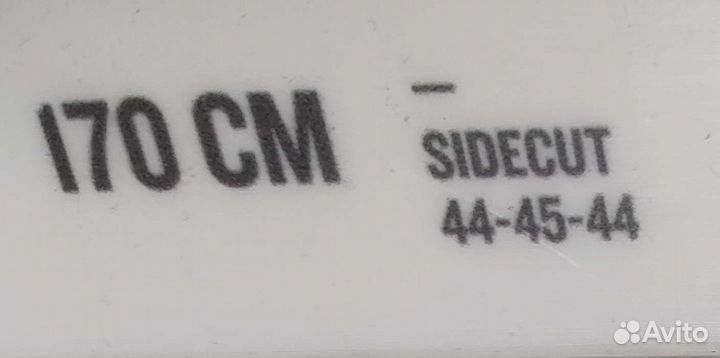 170 CM
–
SIDECUT
44-45-44
Avito